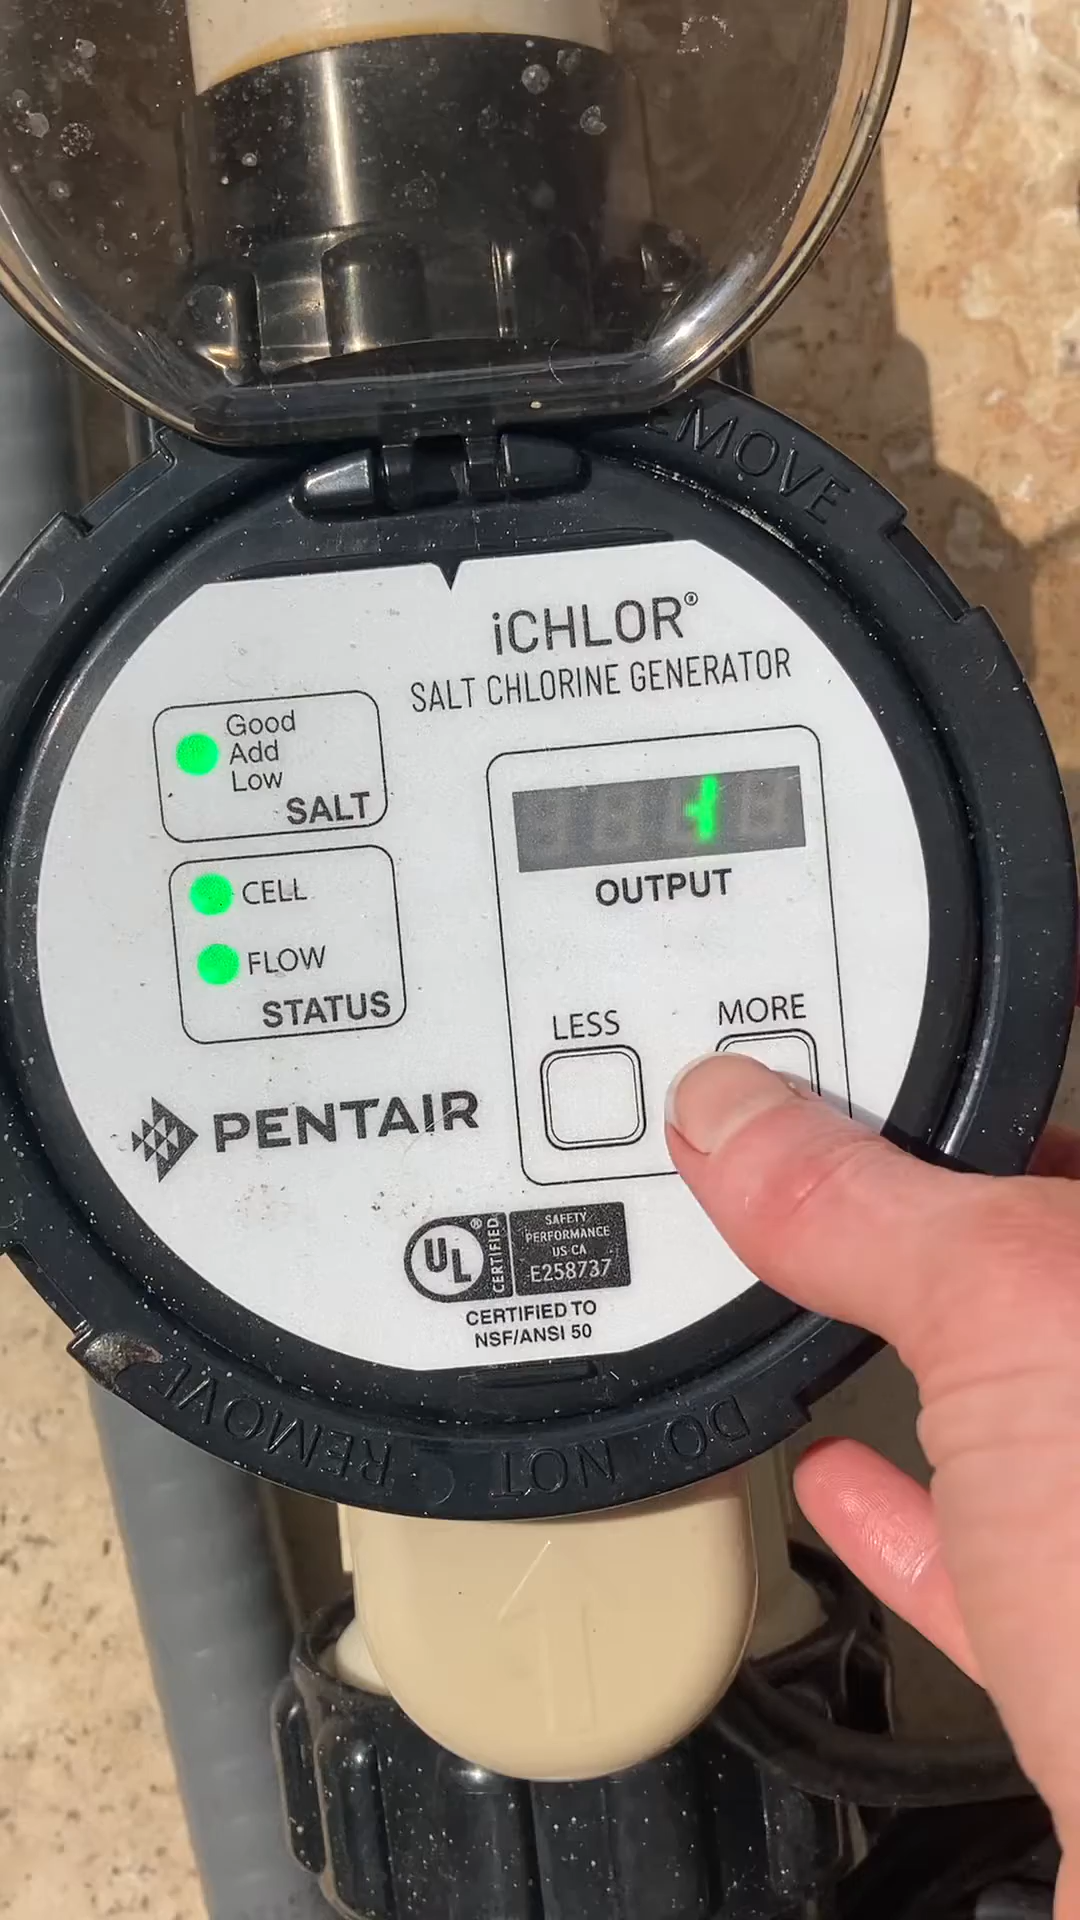 EMOVE
iCHLOR®
SALT CHLORINE GENERATOR
Good
Add
Low
SALT
CELL
FLOW
STATUS
OUTPUT
LESS
MORE
PENTAIR
UL
®
CERTIFIED
SAFETY
PERFORMANCE
US CA
E258737
CERTIFIED TO
NSF/ANSI 50
DO NOT REMOVE